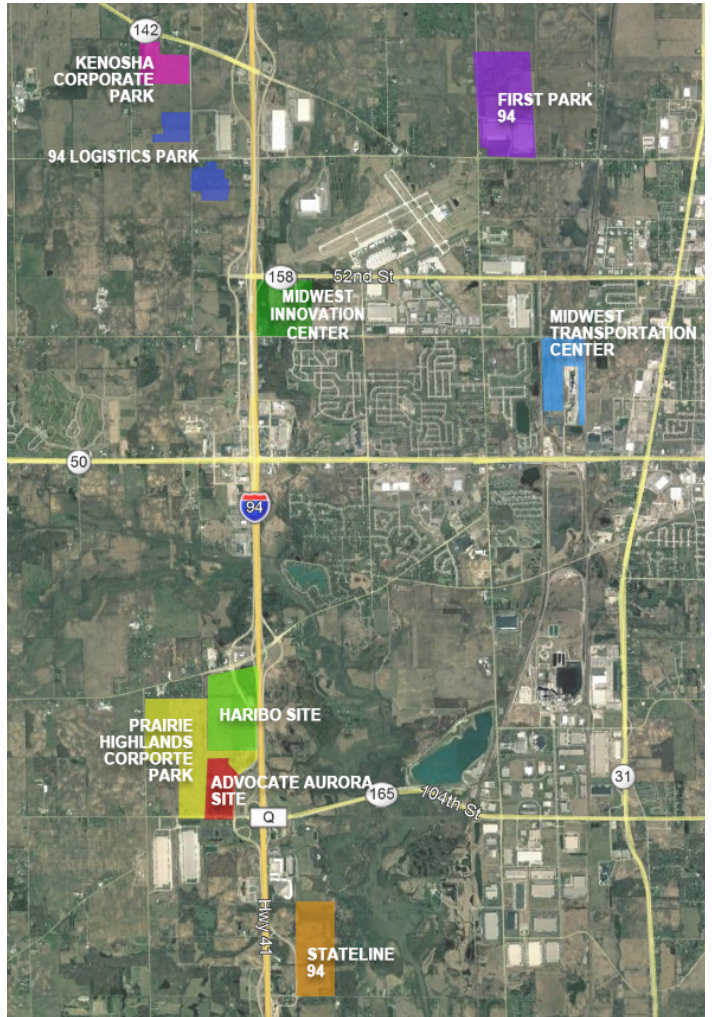 142
KENOSHA
CORPORATE
PARK
FIRST PARK
94
94 LOGISTICS PARK
158
52nd St
MIDWEST
INNOVATION
CENTER
MIDWEST
TRANSPORTATION
CENTER
50
94
HARIBO SITE
PRAIRIE
HIGHLANDS
CORPORTE
PARK
ADVOCATE AURORA
SITE
31
165
104th St
Q
Hwy 41
STATELINE
94